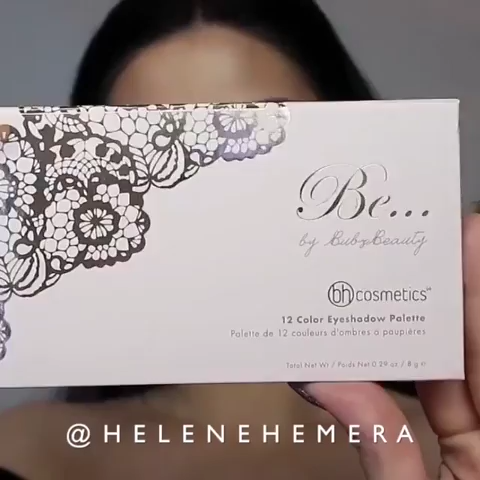 Be...
by BubzBeauty
bh cosmetics
12 Color Eyeshadow Palette
Palette de 12 couleurs d'ombres à paupières
Total Net Wt / Poids Net 0.29 oz / 8 g ℮
@HELENEHEMERA